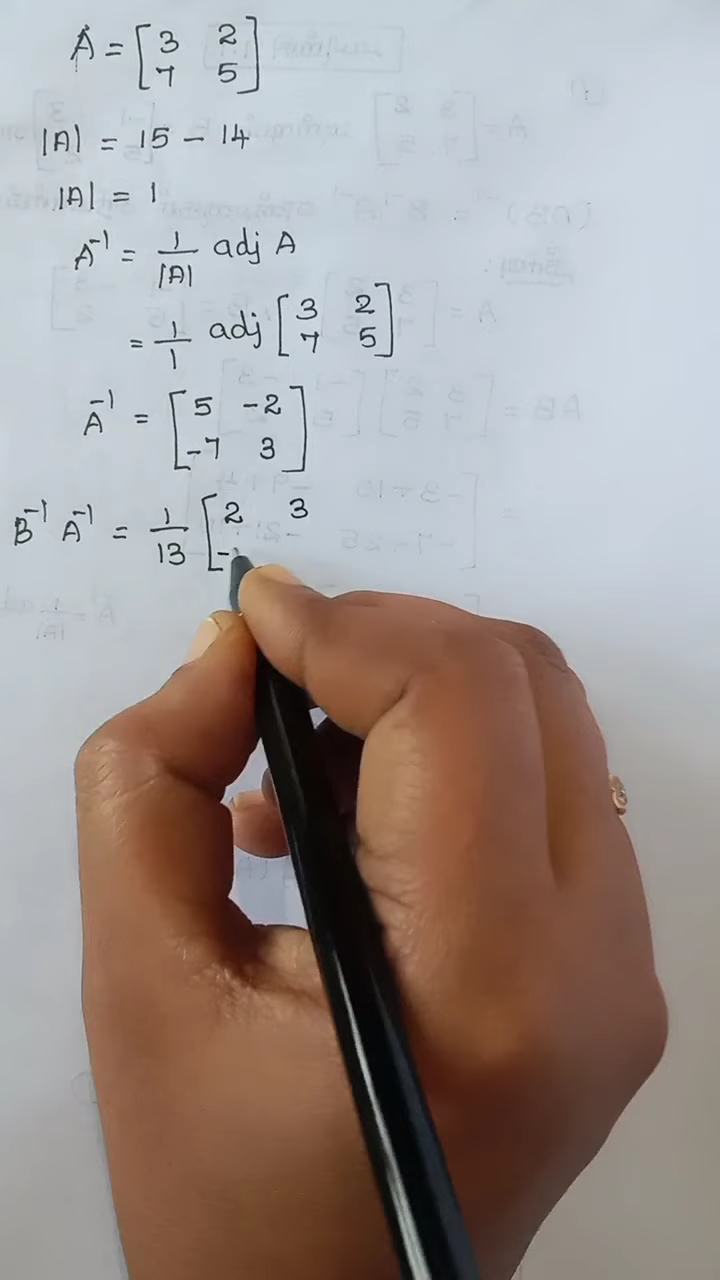 A = [3 2
7 5]
|A| = 15 - 14
|A| = 1
A⁻¹ = 1/|A| adj A
= 1/1 adj [3 2
7 5]
A⁻¹ = [5 -2
-7 3]
B⁻¹ A⁻¹ = 1/13 [2 3
-